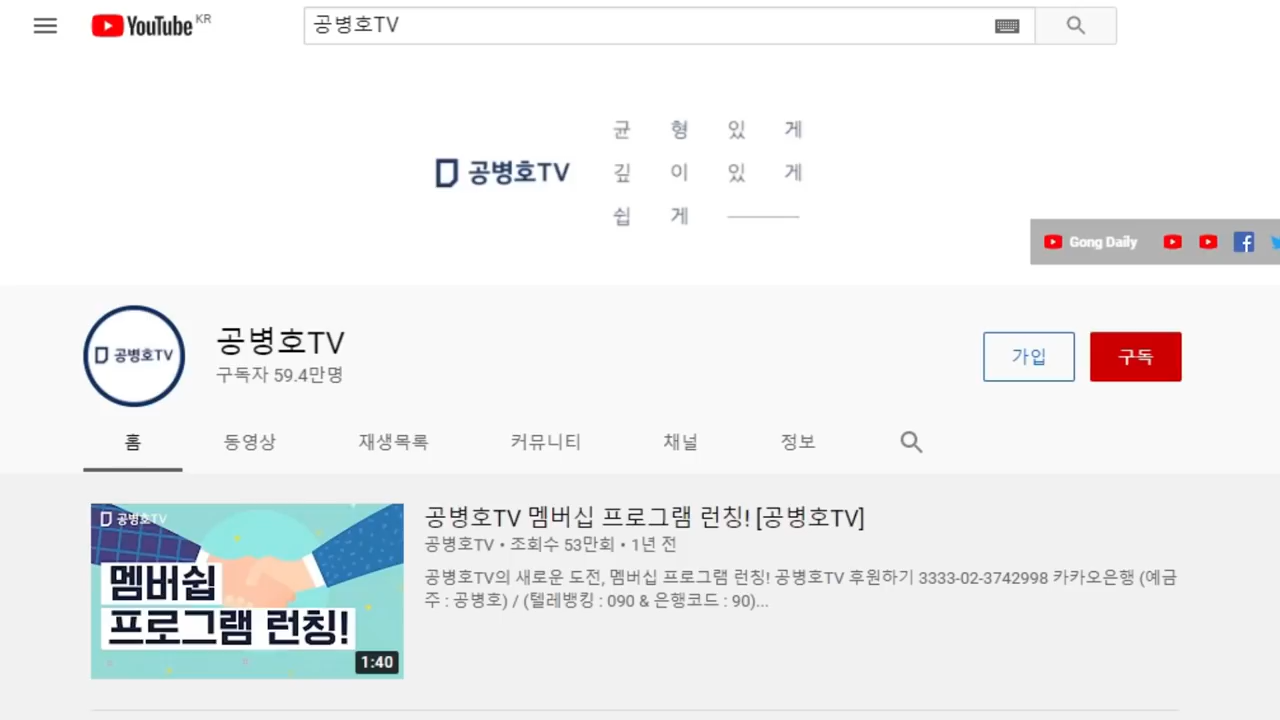 YouTube KR
공병호TV
균 형 있 게
공병호TV 깊 이 있 게
쉽 게
Gong Daily
공병호TV
공병호TV
구독자 59.4만명
가입
구독
홈 동영상 재생목록 커뮤니티 채널 정보
공병호TV
멤버쉽
프로그램 런칭!
1:40
공병호TV 멤버십 프로그램 런칭! [공병호TV]
공병호TV • 조회수 53만회 • 1년 전
공병호TV의 새로운 도전, 멤버십 프로그램 런칭! 공병호TV 후원하기 3333-02-3742998 카카오은행 (예금
주 : 공병호) / (텔레뱅킹 : 090 & 은행코드 : 90)...